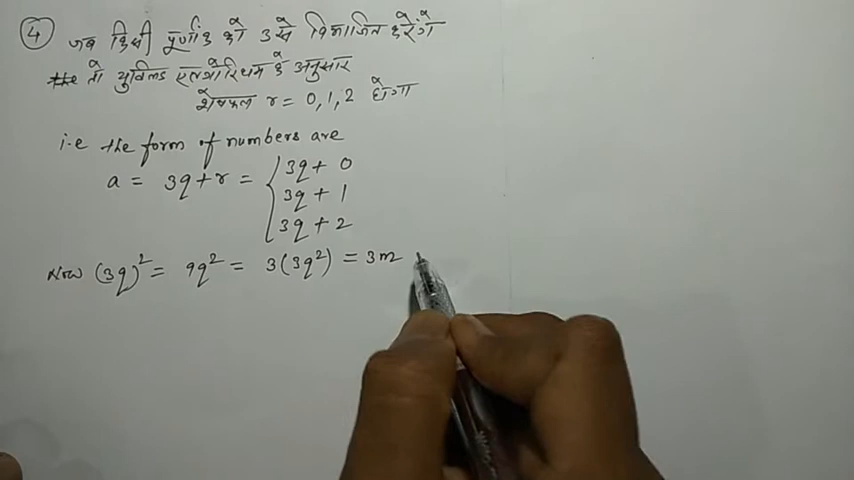 ④ जब किसी पूर्णांक को 3 से विभाजित करेंगे
तो युक्लिड एल्गोरिथम के अनुसार
शेषफल r = 0, 1, 2 होगा
i.e the form of numbers are
a = 3q + r = { 3q + 0
3q + 1
3q + 2
Now (3q)² = 9q² = 3(3q²) = 3m